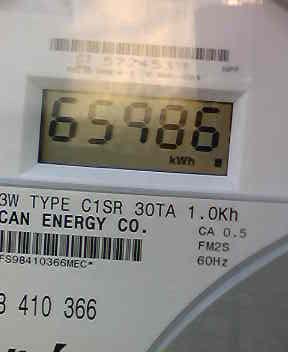 65986
kWh
3W TYPE C1SR 30TA 1.0Kh
CAN ENERGY CO.
CA 0.5
FM2S
60Hz
FS98410366MEC*
8 410 366